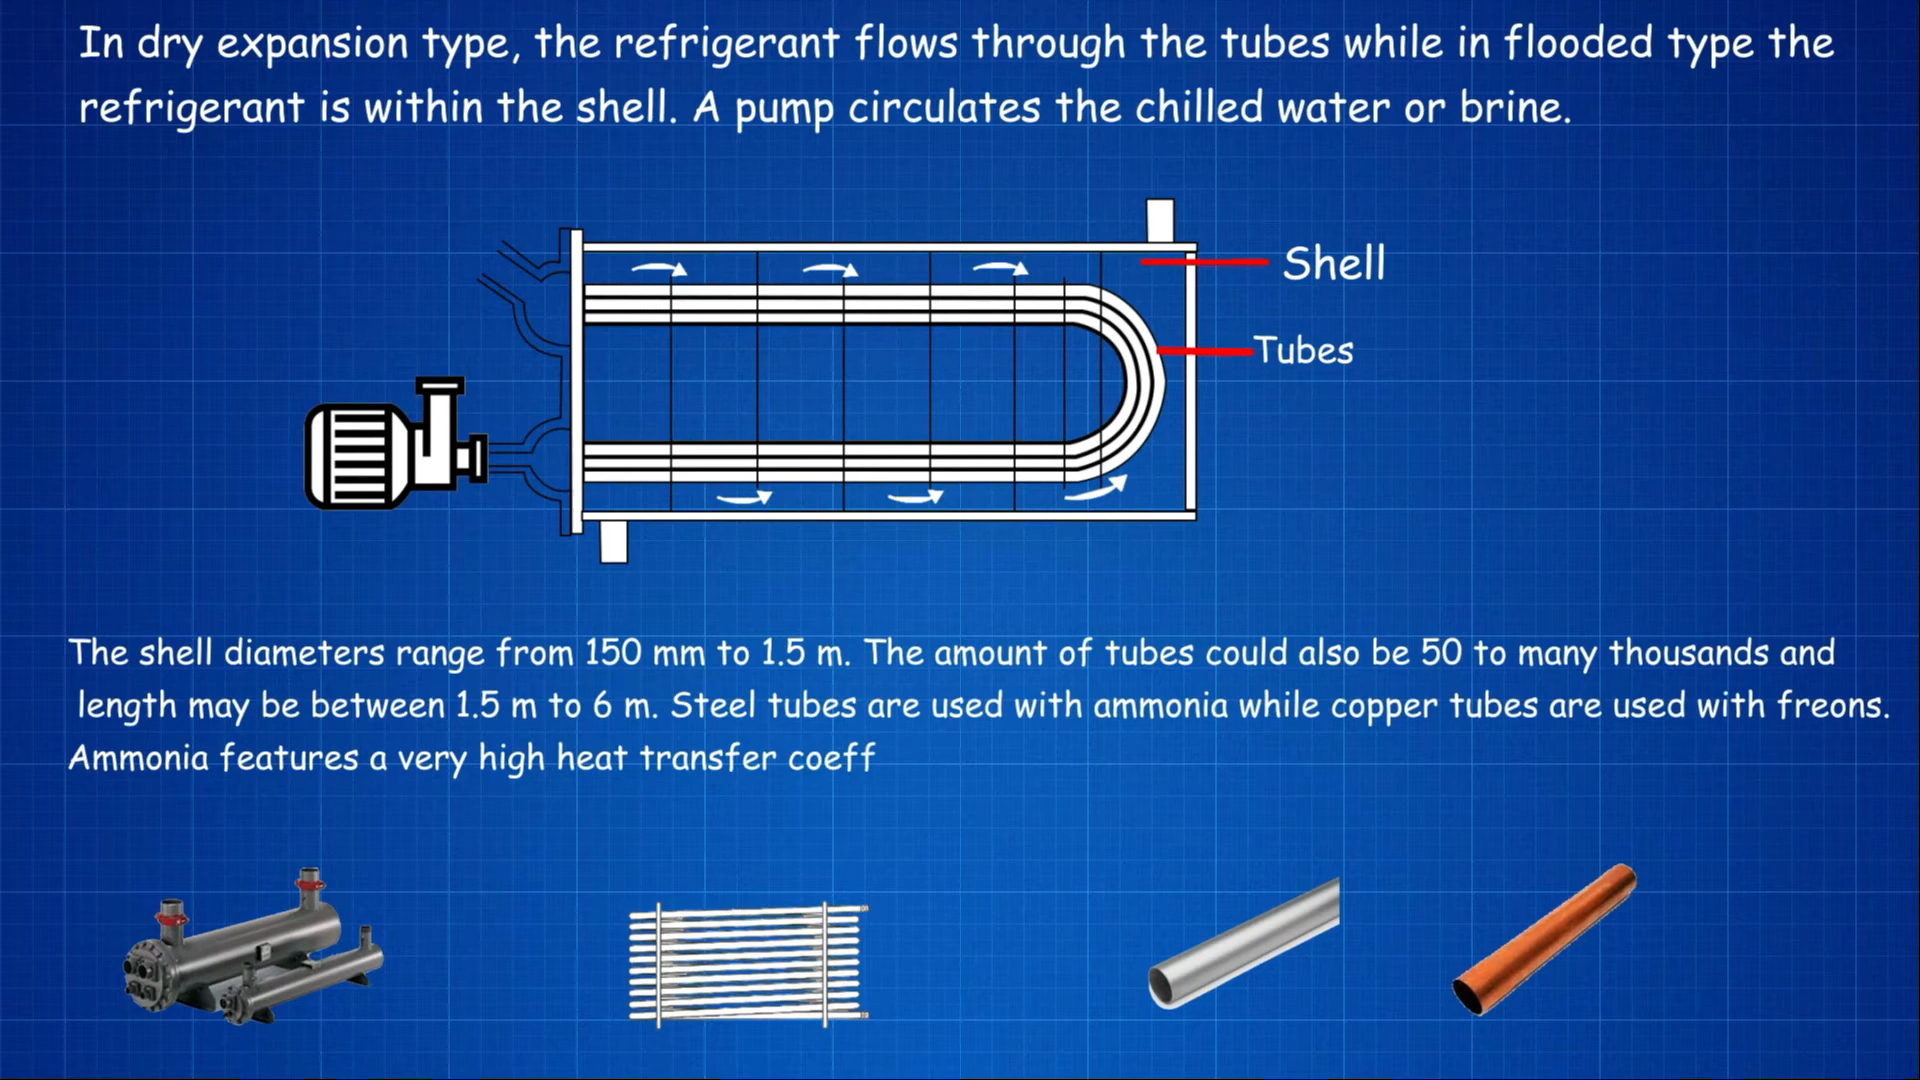 In dry expansion type, the refrigerant flows through the tubes while in flooded type the
refrigerant is within the shell. A pump circulates the chilled water or brine.
Shell
Tubes
The shell diameters range from 150 mm to 1.5 m. The amount of tubes could also be 50 to many thousands and
length may be between 1.5 m to 6 m. Steel tubes are used with ammonia while copper tubes are used with freons.
Ammonia features a very high heat transfer coeff